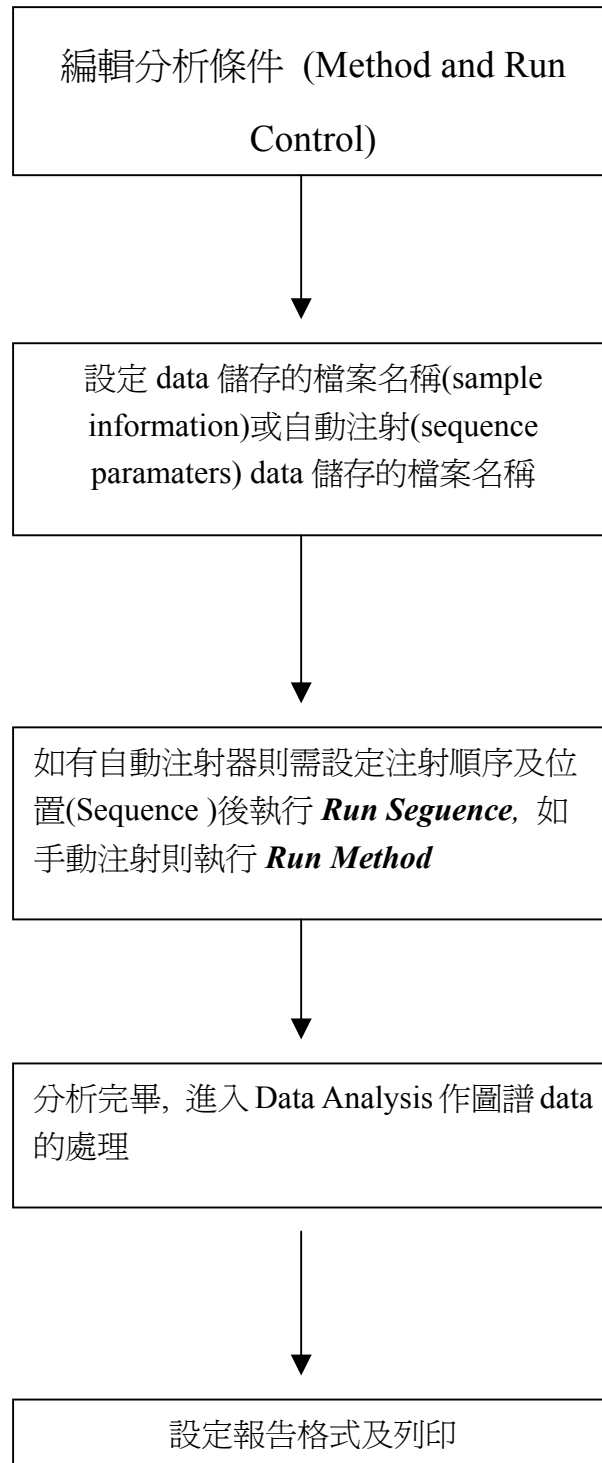 編輯分析條件 (Method and Run
Control)
設定 data 儲存的檔案名稱(sample
information)或自動注射(sequence
paramaters) data 儲存的檔案名稱
如有自動注射器則需設定注射順序及位
置(Sequence )後執行 Run Seguence, 如
手動注射則執行 Run Method
分析完畢, 進入 Data Analysis 作圖譜 data
的處理
設定報告格式及列印